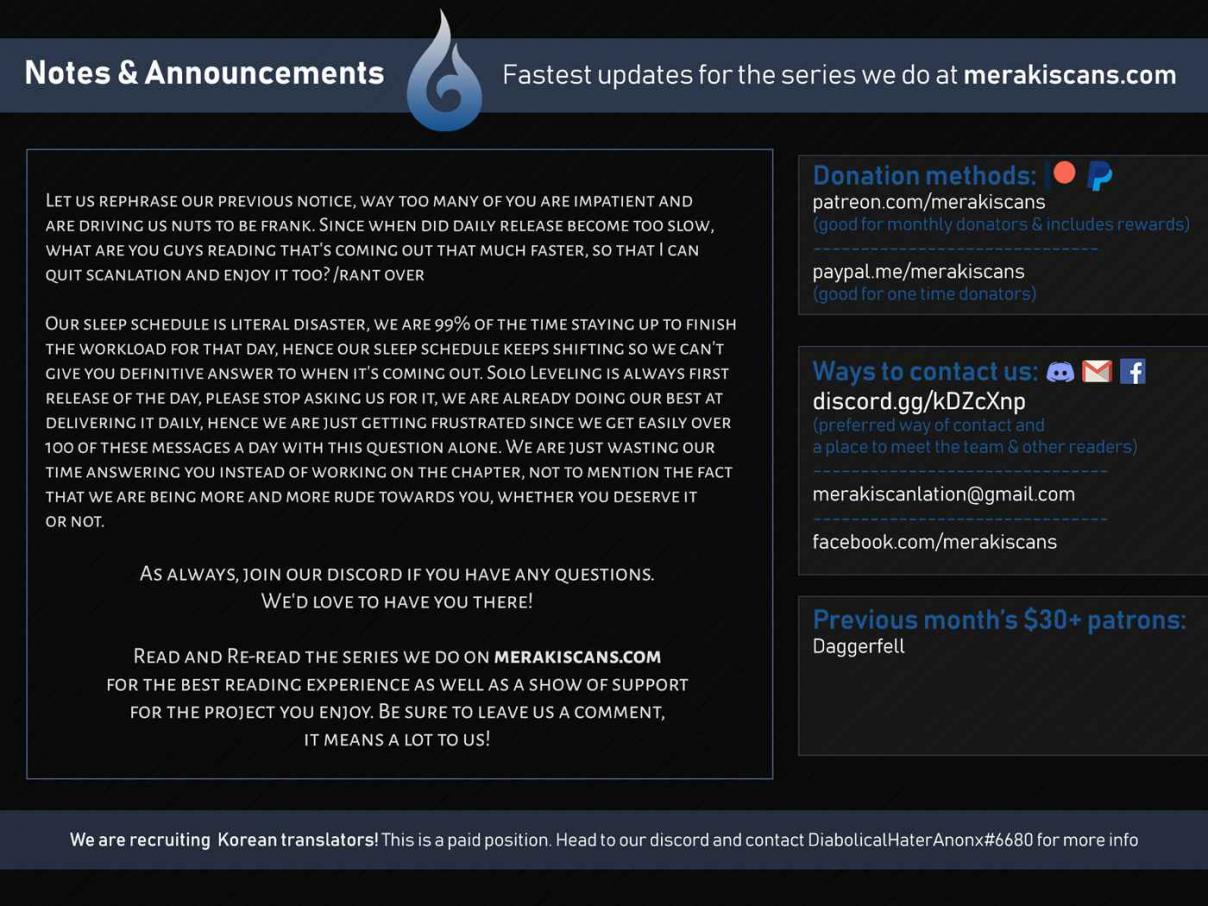 Notes & Announcements
Fastest updates for the series we do at merakiscans.com
LET US REPHRASE OUR PREVIOUS NOTICE, WAY TOO MANY OF YOU ARE IMPATIENT AND
ARE DRIVING US NUTS TO BE FRANK. SINCE WHEN DID DAILY RELEASE BECOME TOO SLOW,
WHAT ARE YOU GUYS READING THAT'S COMING OUT THAT MUCH FASTER, SO THAT I CAN
QUIT SCANLATION AND ENJOY IT TOO? /RANT OVER
OUR SLEEP SCHEDULE IS LITERAL DISASTER, WE ARE 99% OF THE TIME STAYING UP TO FINISH
THE WORKLOAD FOR THAT DAY, HENCE OUR SLEEP SCHEDULE KEEPS SHIFTING SO WE CAN'T
GIVE YOU DEFINITIVE ANSWER TO WHEN IT'S COMING OUT. SOLO LEVELING IS ALWAYS FIRST
RELEASE OF THE DAY, PLEASE STOP ASKING US FOR IT, WE ARE ALREADY DOING OUR BEST AT
DELIVERING IT DAILY, HENCE WE ARE JUST GETTING FRUSTRATED SINCE WE GET EASILY OVER
100 OF THESE MESSAGES A DAY WITH THIS QUESTION ALONE. WE ARE JUST WASTING OUR
TIME ANSWERING YOU INSTEAD OF WORKING ON THE CHAPTER, NOT TO MENTION THE FACT
THAT WE ARE BEING MORE AND MORE RUDE TOWARDS YOU, WHETHER YOU DESERVE IT
OR NOT.
AS ALWAYS, JOIN OUR DISCORD IF YOU HAVE ANY QUESTIONS.
WE'D LOVE TO HAVE YOU THERE!
READ AND RE-READ THE SERIES WE DO ON MERAKISCANS.COM
FOR THE BEST READING EXPERIENCE AS WELL AS A SHOW OF SUPPORT
FOR THE PROJECT YOU ENJOY. BE SURE TO LEAVE US A COMMENT,
IT MEANS A LOT TO US!
Donation methods:
patreon.com/merakiscans
(good for monthly donators & includes rewards)
------------------------------
paypal.me/merakiscans
(good for one time donators)
Ways to contact us:
discord.gg/kDZcXnp
(preferred way of contact and
a place to meet the team & other readers)
-------------------------------
merakiscanlation@gmail.com
-------------------------------
facebook.com/merakiscans
Previous month's $30+ patrons:
Daggerfell
We are recruiting Korean translators! This is a paid position. Head to our discord and contact DiabolicalHaterAnonx#6680 for more info